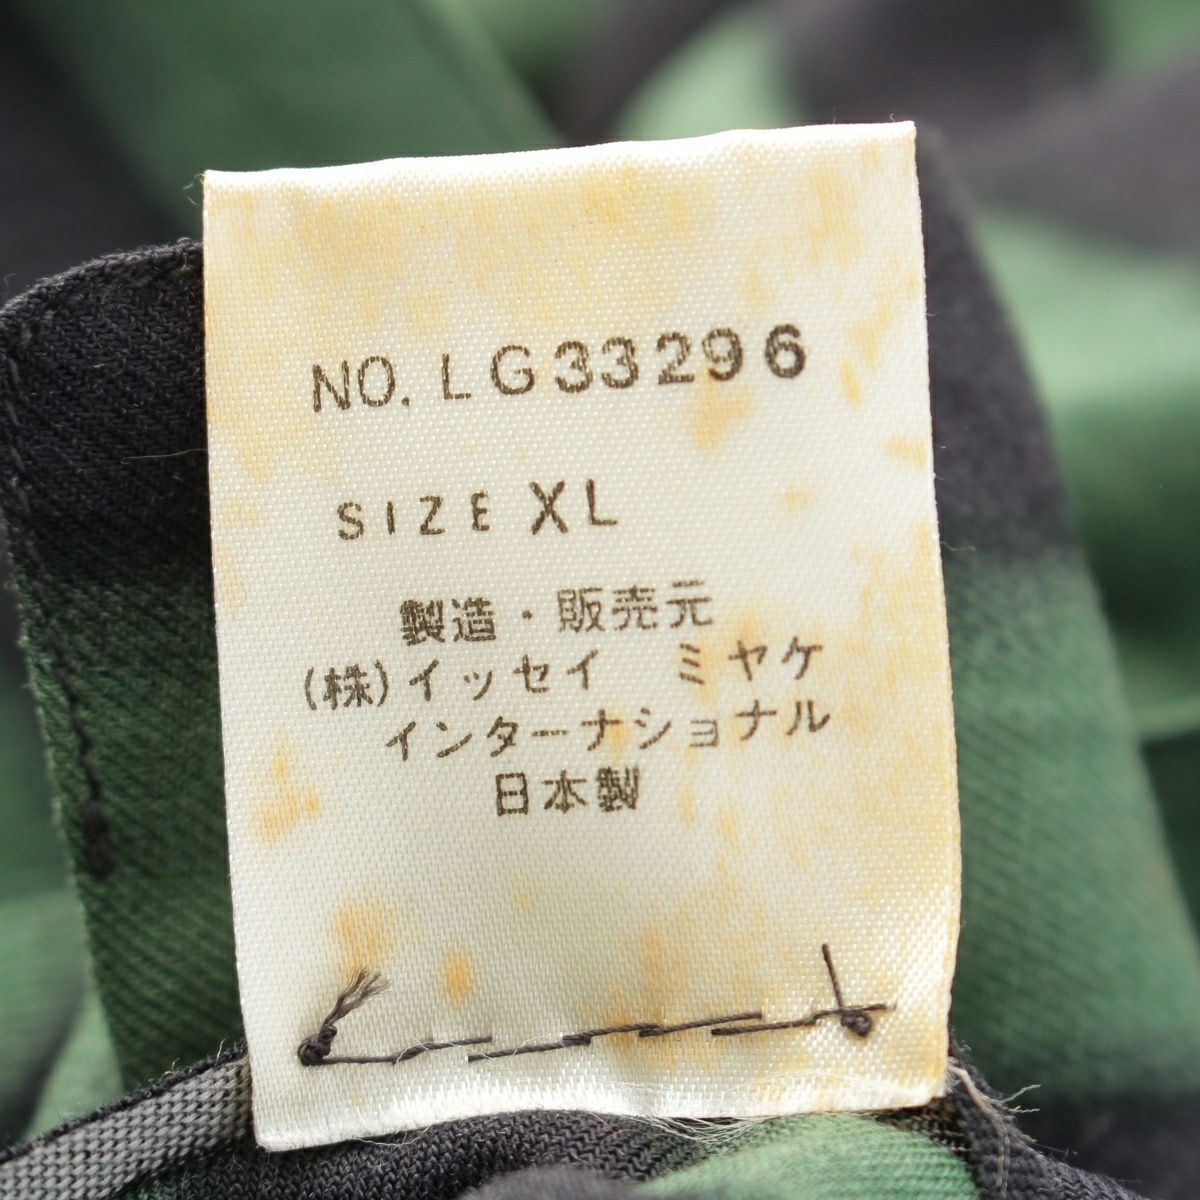 NO. LG33296
SIZE XL
製造・販売元
(株)イッセイ ミヤケ
インターナショナル
日本製